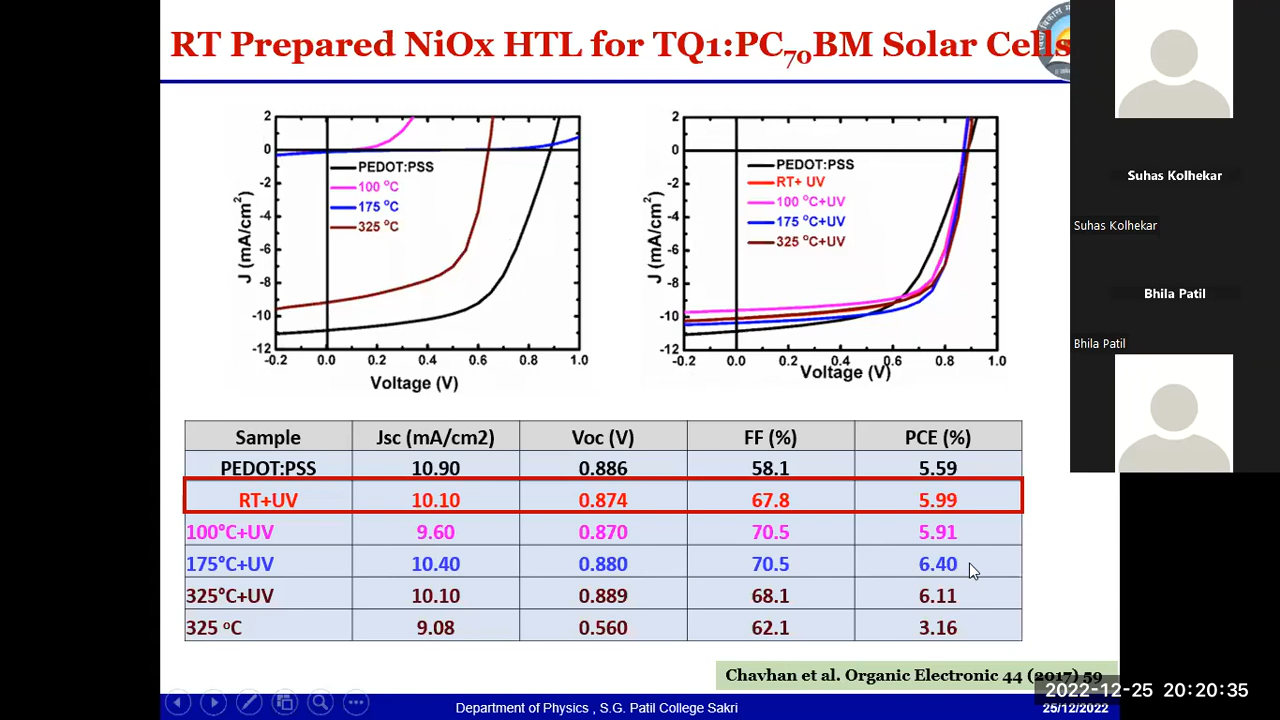 RT Prepared NiOx HTL for TQ1:PC70BM Solar Cells
2
0
-2
-4
-6
-8
-10
-12
J (mA/cm2)
PEDOT:PSS
100 oC
175 oC
325 oC
-0.2 0.0 0.2 0.4 0.6 0.8 1.0
Voltage (V)
2
0
-2
-4
-6
-8
-10
-12
J (mA/cm2)
PEDOT:PSS
RT+ UV
100 oC+UV
175 oC+UV
325 oC+UV
-0.2 0.0 0.2 0.4 0.6 0.8 1.0
Voltage (V)
Sample Jsc (mA/cm2) Voc (V) FF (%) PCE (%)
PEDOT:PSS 10.90 0.886 58.1 5.59
RT+UV 10.10 0.874 67.8 5.99
100°C+UV 9.60 0.870 70.5 5.91
175°C+UV 10.40 0.880 70.5 6.40
325°C+UV 10.10 0.889 68.1 6.11
325 oC 9.08 0.560 62.1 3.16
Chavhan et al. Organic Electronic 44 (2017) 59
Department of Physics , S.G. Patil College Sakri
25/12/2022
2022-12-25 20:20:35
Suhas Kolhekar
Suhas Kolhekar
Bhila Patil
Bhila Patil